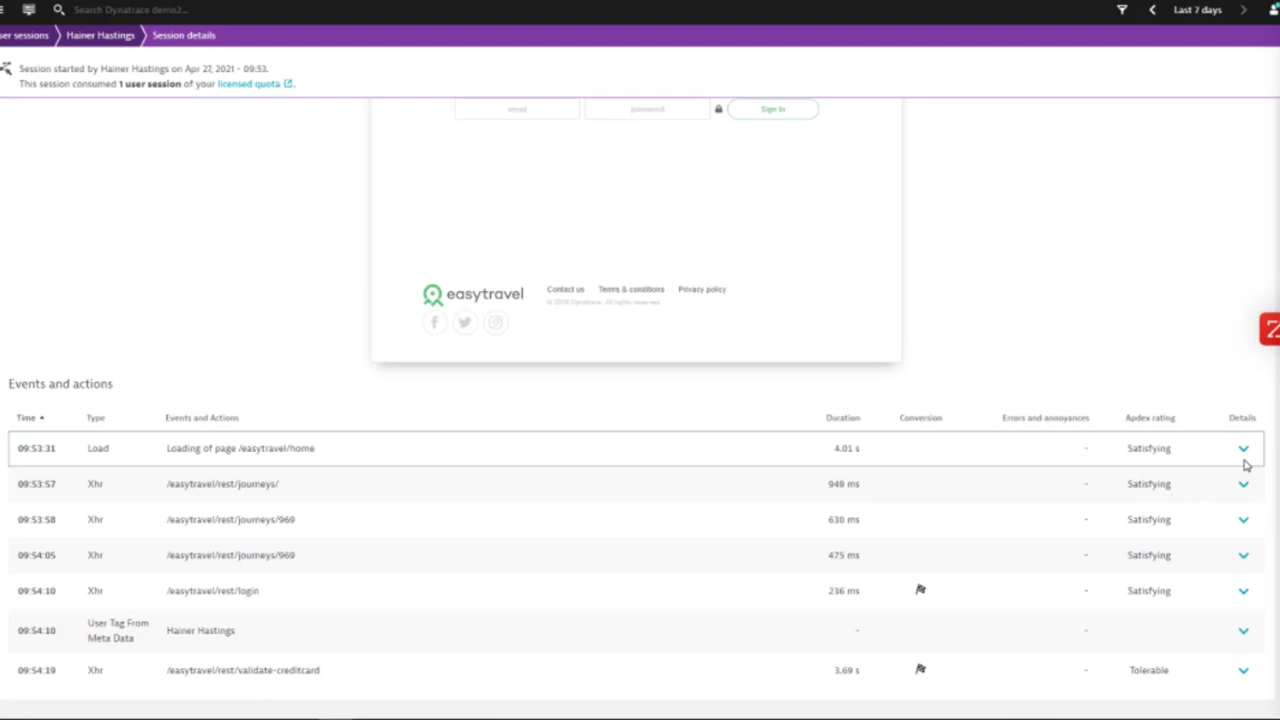 Search Dynatrace demo2...
Last 7 days
ser sessions
Hainer Hastings
Session details
Session started by Hainer Hastings on Apr 27, 2021 - 09:53.
This session consumed 1 user session of your licensed quota.
email password Sign in
easytravel
Contact us Terms & conditions Privacy policy
Dynatrace. All rights reserved
Events and actions
Time Type Events and Actions Duration Conversion Errors and annoyances Apdex rating Details
09:53:31 Load Loading of page /easytravel/home 4.01 s - Satisfying
09:53:57 Xhr /easytravel/rest/journeys/ 949 ms - Satisfying
09:53:58 Xhr /easytravel/rest/journeys/969 630 ms - Satisfying
09:54:05 Xhr /easytravel/rest/journeys/969 475 ms - Satisfying
09:54:10 Xhr /easytravel/rest/login 236 ms - Satisfying
09:54:10 User Tag From Meta Data Hainer Hastings - -
09:54:19 Xhr /easytravel/rest/validate-creditcard 3.69 s - Tolerable